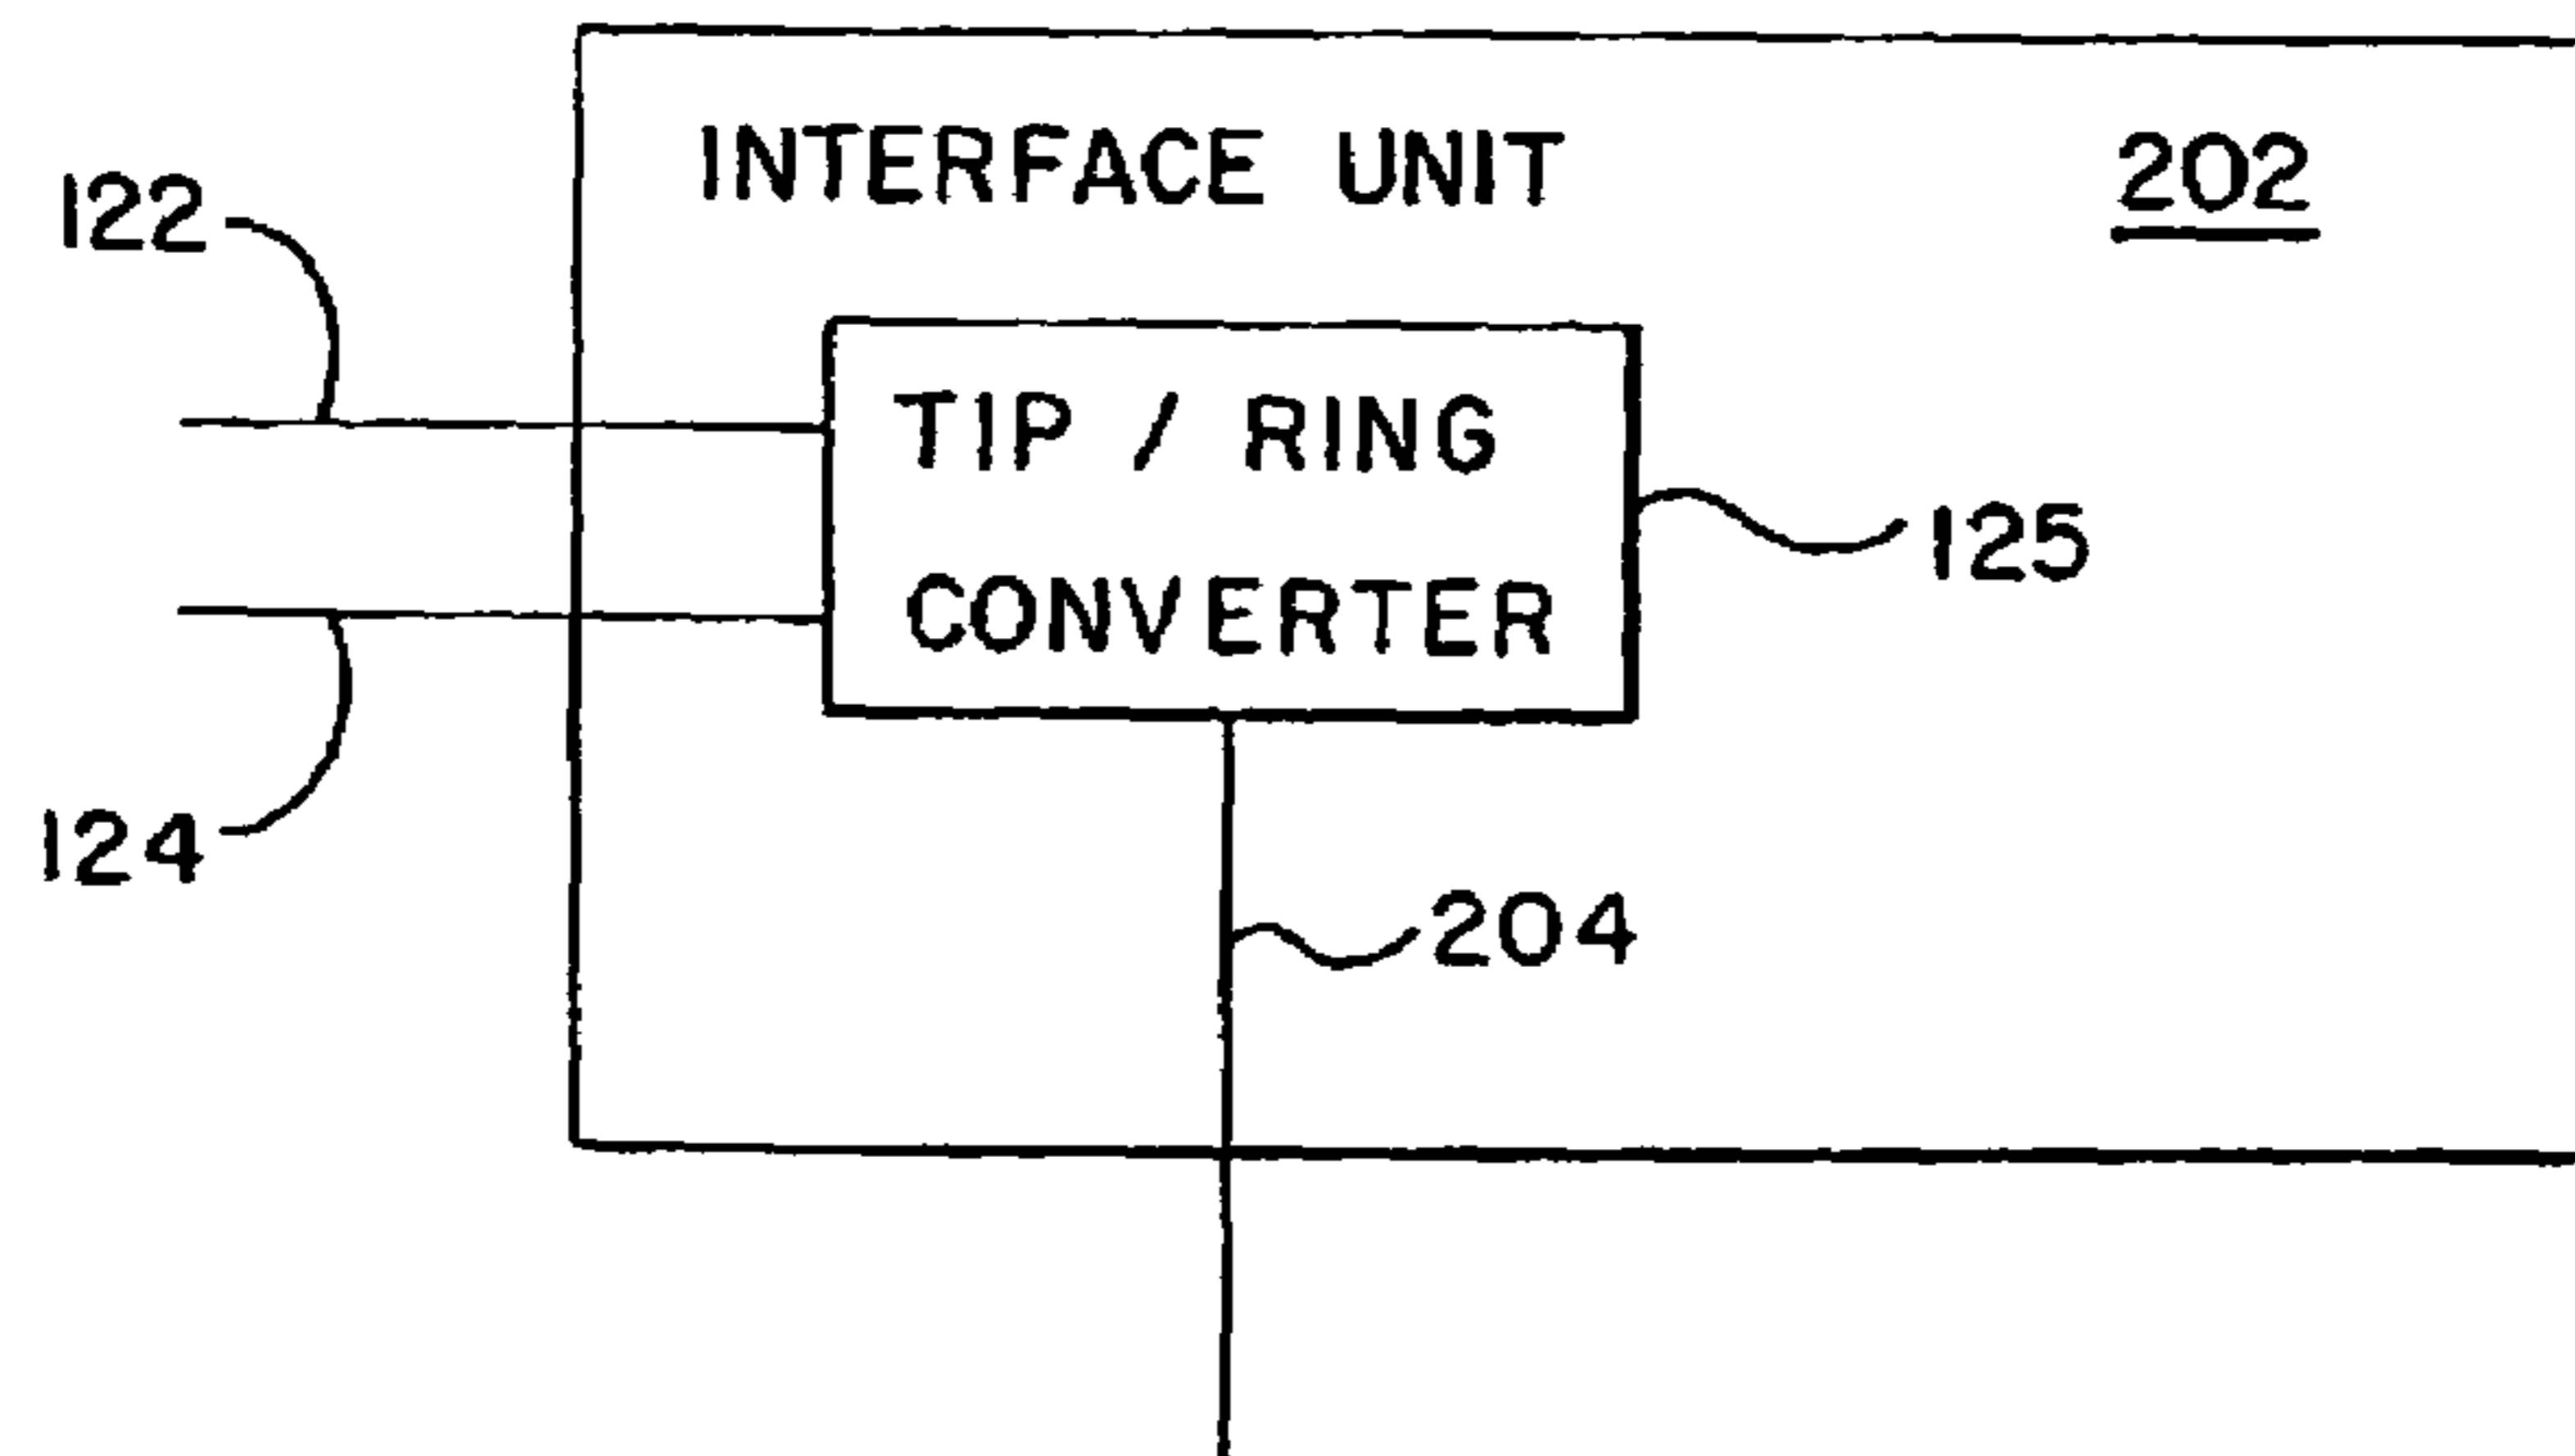 INTERFACE UNIT
202
122
TIP / RING
CONVERTER
125
124
204